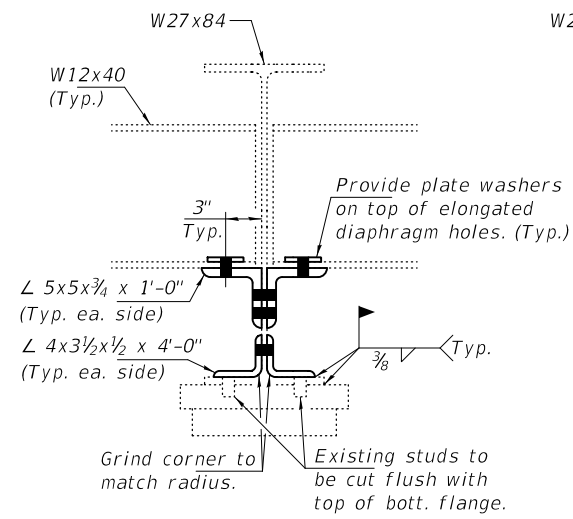 W27x84
W2
W12x40
(Typ.)
Provide plate washers
on top of elongated
diaphragm holes. (Typ.)
3"
Typ.
∠ 5x5x¾ x 1'-0"
(Typ. ea. side)
∠ 4x3½x½ x 4'-0"
(Typ. ea. side)
3⁄8
Typ.
Grind corner to
match radius.
Existing studs to
be cut flush with
top of bott. flange.